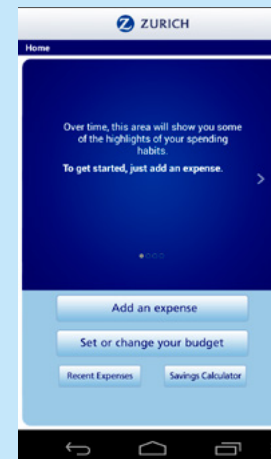 ZURICH
Home
Over time, this area will show you some
of the highlights of your spending
habits.
To get started, just add an expense.
Add an expense
Set or change your budget
Recent Expenses
Savings Calculator